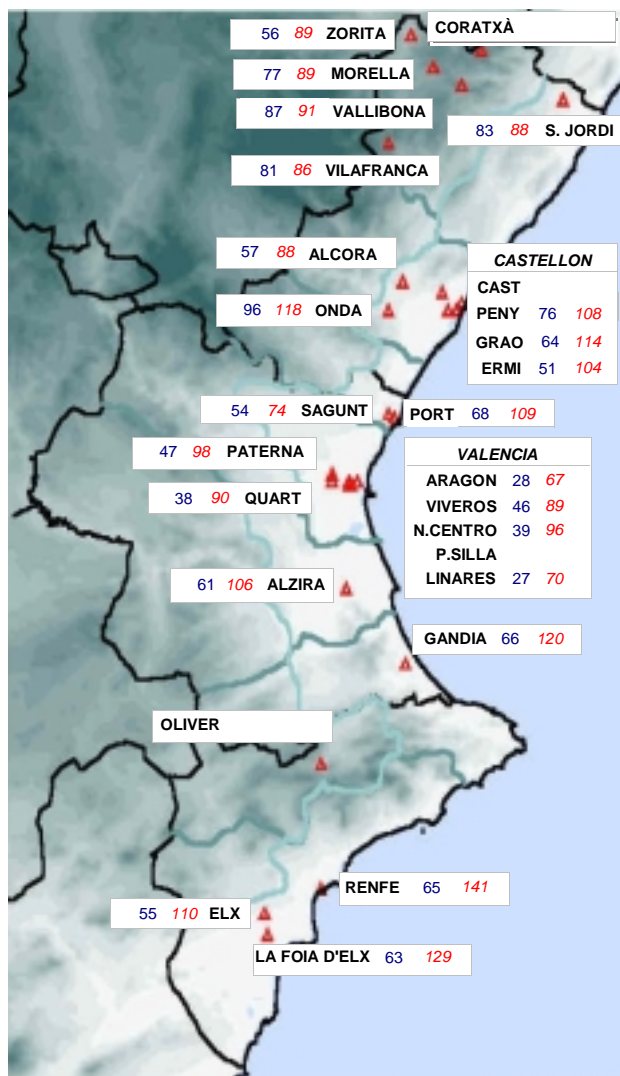 56 89 ZORITA
CORATXÀ
77 89 MORELLA
87 91 VALLIBONA
83 88 S. JORDI
81 86 VILAFRANCA
57 88 ALCORA
96 118 ONDA
CASTELLON
CAST
PENY 76 108
GRAO 64 114
ERMI 51 104
54 74 SAGUNT
PORT 68 109
47 98 PATERNA
38 90 QUART
VALENCIA
ARAGON 28 67
VIVEROS 46 89
N.CENTRO 39 96
P.SILLA
LINARES 27 70
61 106 ALZIRA
GANDIA 66 120
OLIVER
RENFE 65 141
55 110 ELX
LA FOIA D'ELX 63 129